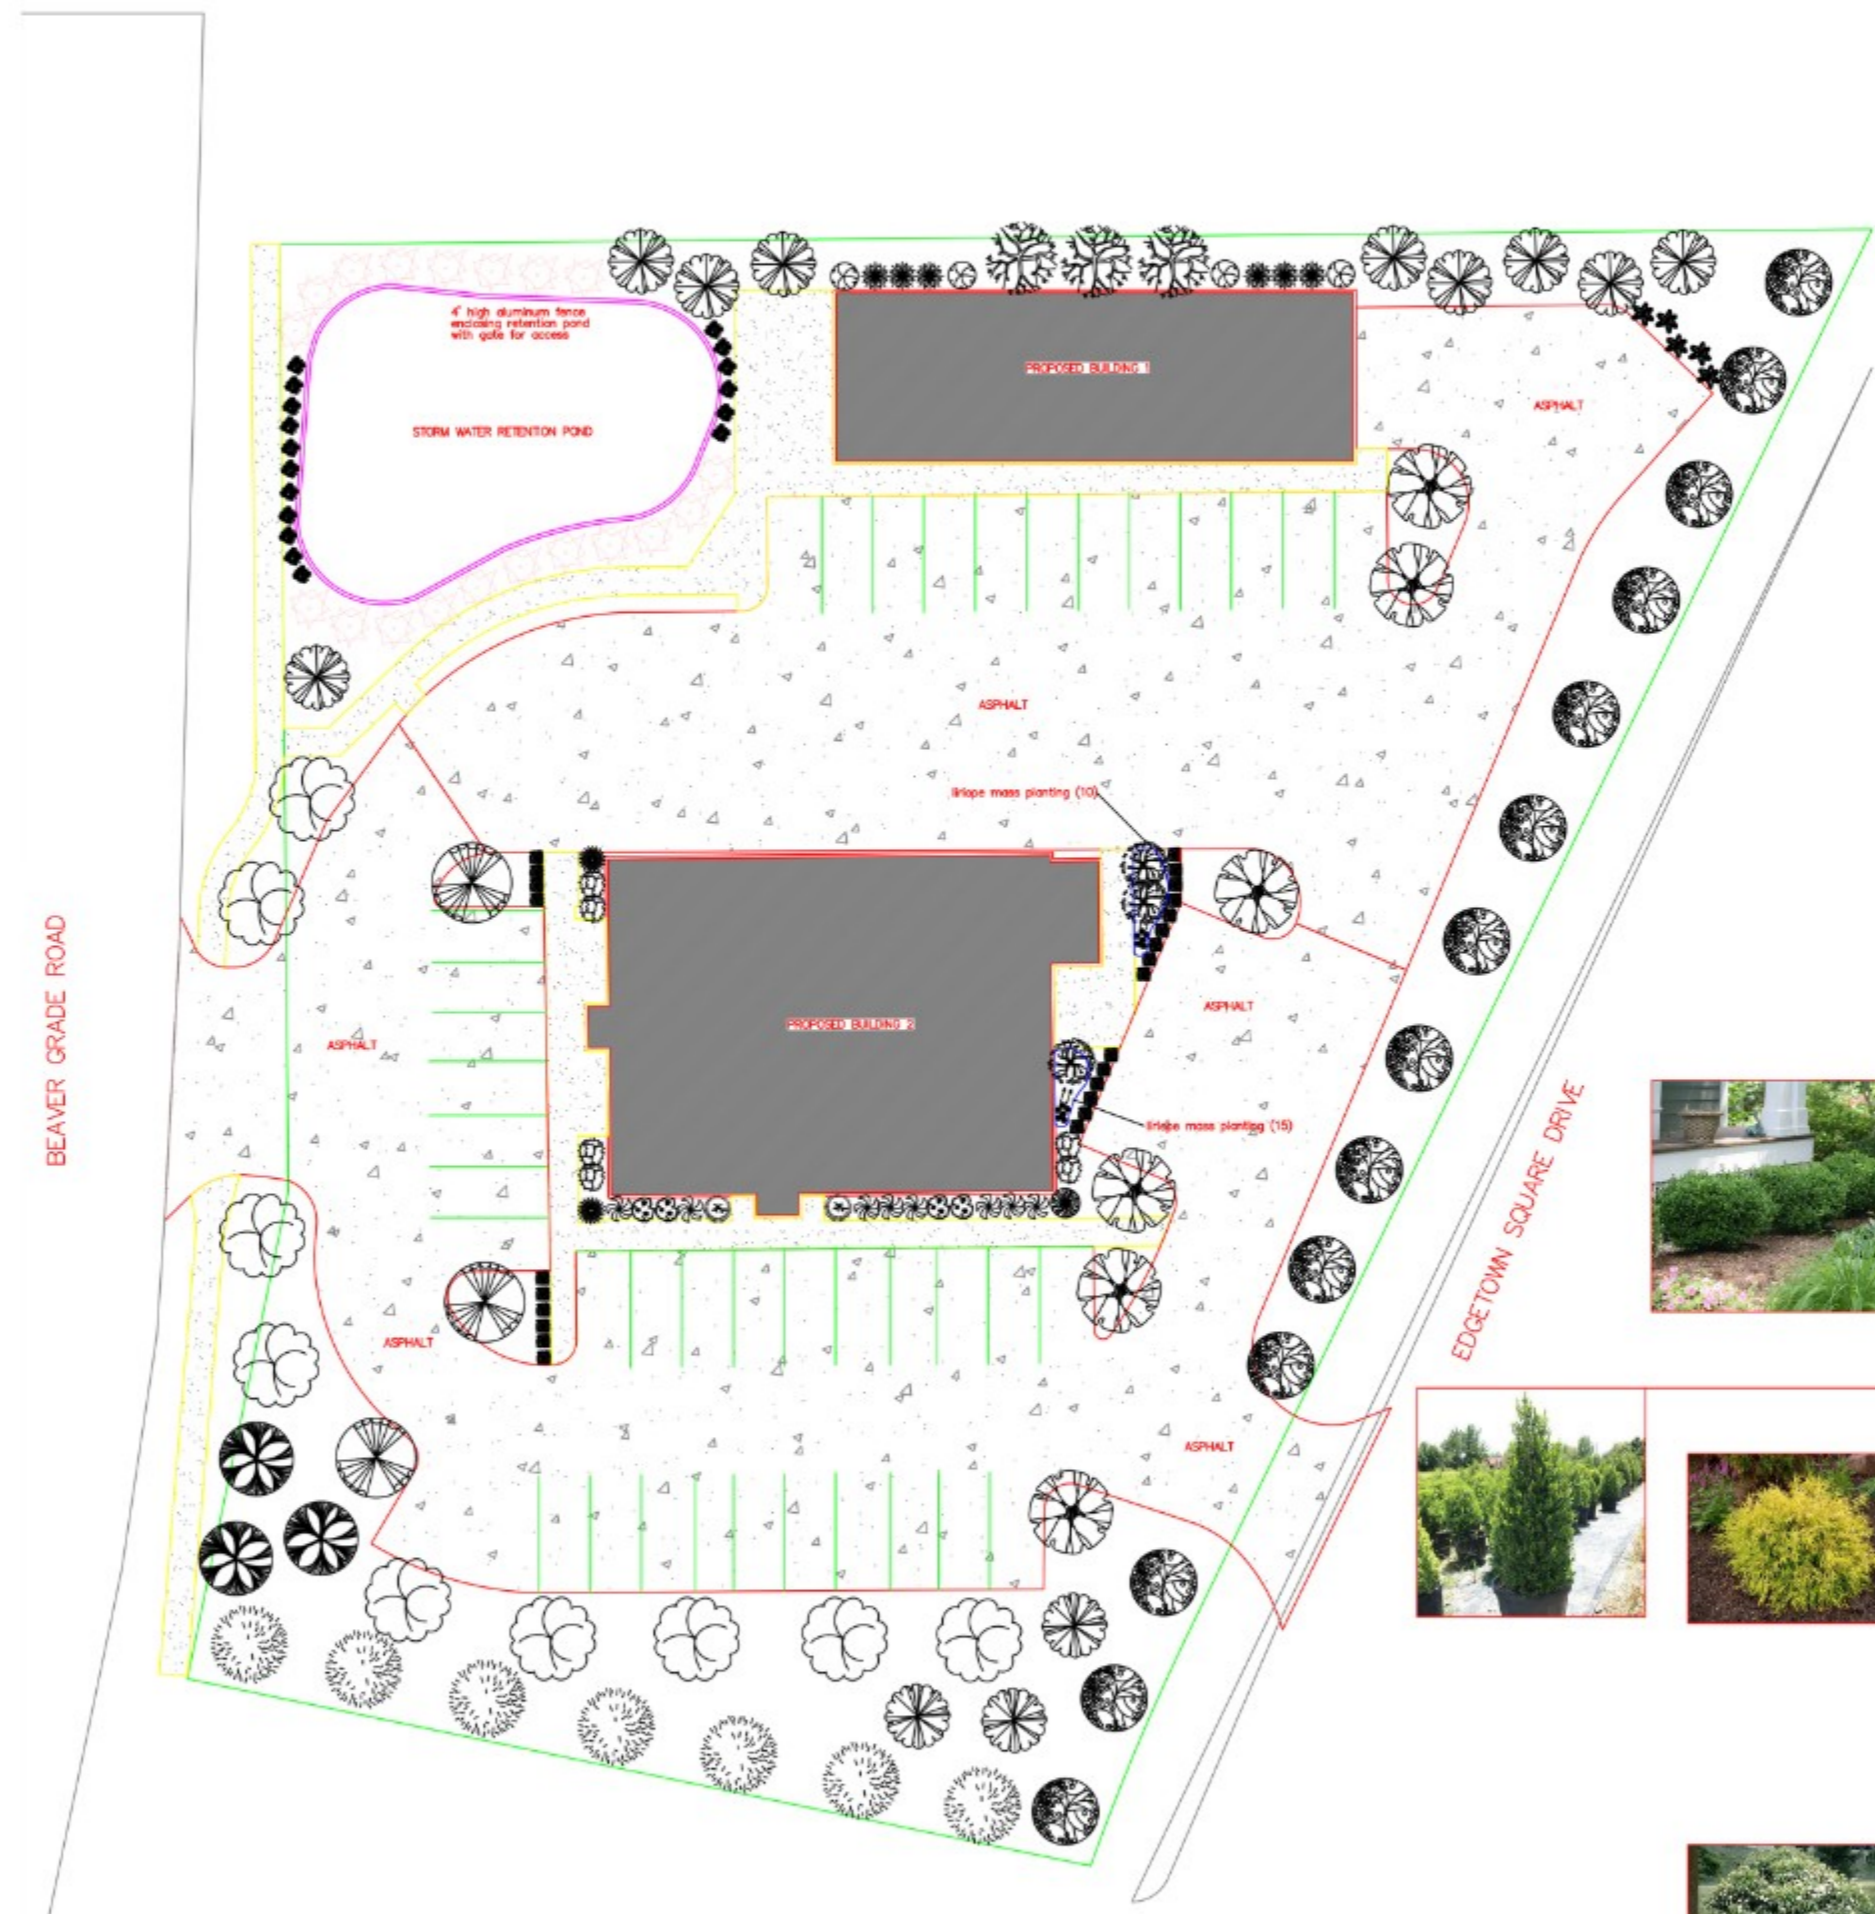 4' high aluminum fence
enclosing retention pond
with gate for access
STORM WATER RETENTION POND
PROPOSED BUILDING 1
ASPHALT
ASPHALT
liriope mass planting (10)
BEAVER GRADE ROAD
ASPHALT
PROPOSED BUILDING 2
ASPHALT
liriope mass planting (15)
EDGETOWN SQUARE DRIVE
ASPHALT
ASPHALT